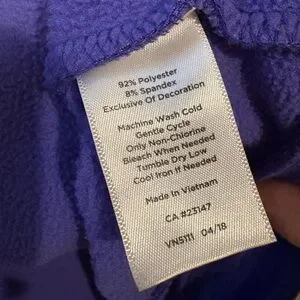 92% Polyester
8% Spandex
Exclusive Of Decoration
Machine Wash Cold
Gentle Cycle
Only Non-Chlorine
Bleach When Needed
Tumble Dry Low
Cool Iron If Needed
Made In Vietnam
CA #23147
VN5111 04/18